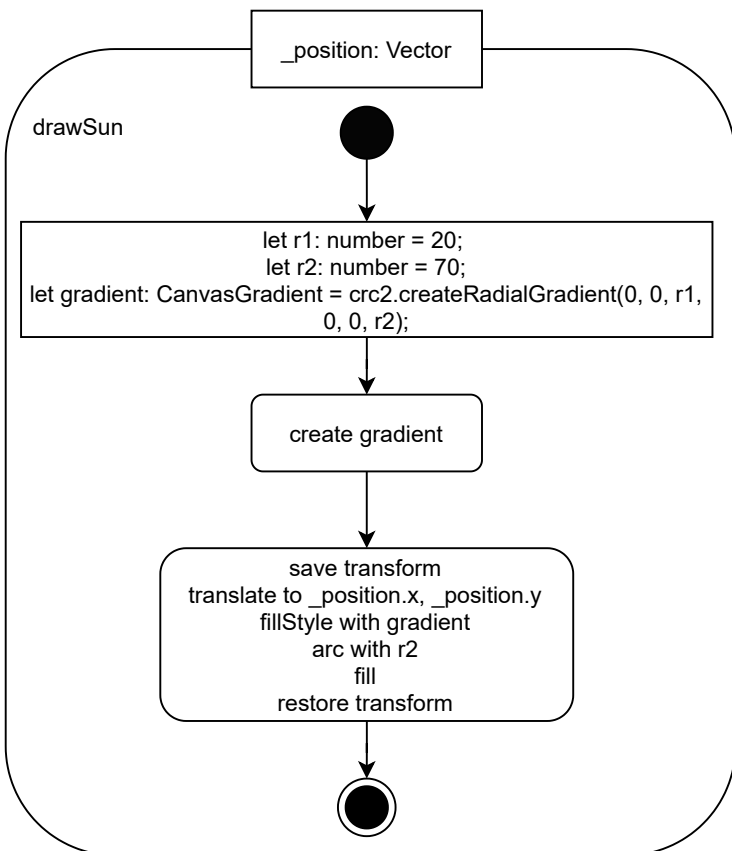 _position: Vector
drawSun
let r1: number = 20;
let r2: number = 70;
let gradient: CanvasGradient = crc2.createRadialGradient(0, 0, r1,
0, 0, r2);
create gradient
save transform
translate to _position.x, _position.y
fillStyle with gradient
arc with r2
fill
restore transform